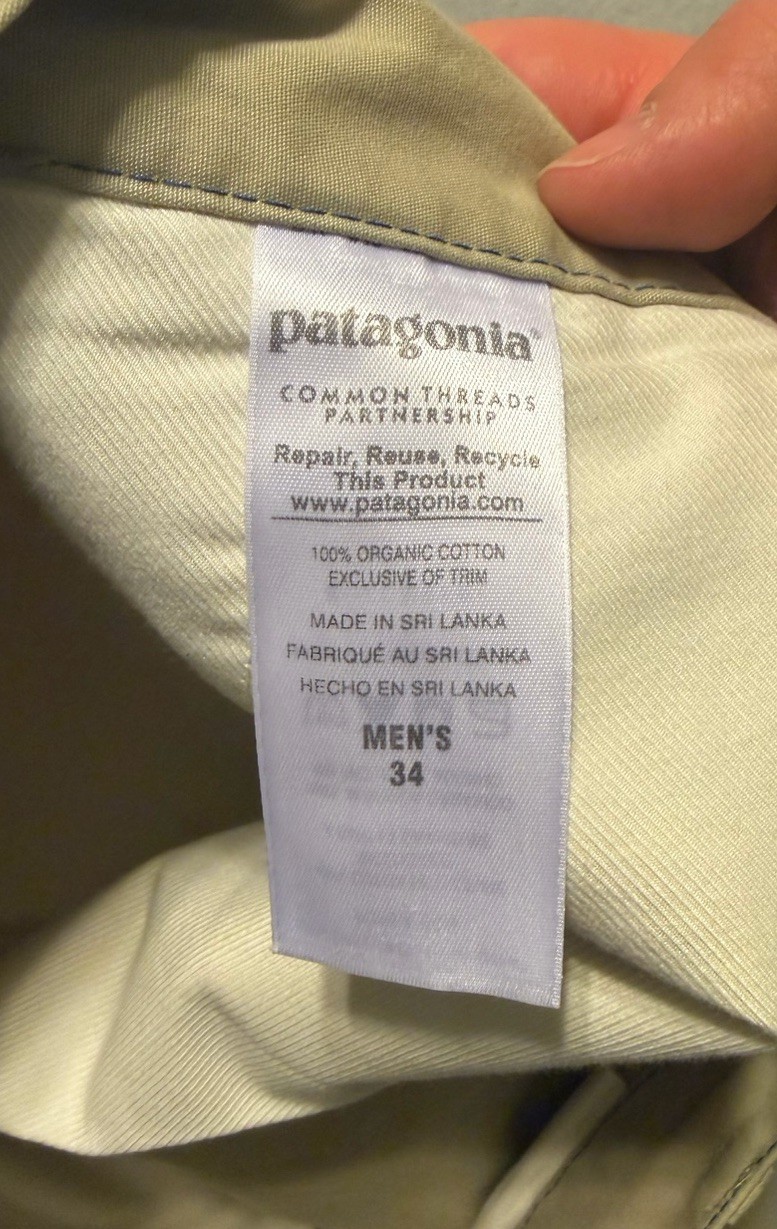 patagonia®
COMMON THREADS
PARTNERSHIP
Repair, Reuse, Recycle
This Product
www.patagonia.com
100% ORGANIC COTTON
EXCLUSIVE OF TRIM
MADE IN SRI LANKA
FABRIQUÉ AU SRI LANKA
HECHO EN SRI LANKA
MEN'S
34